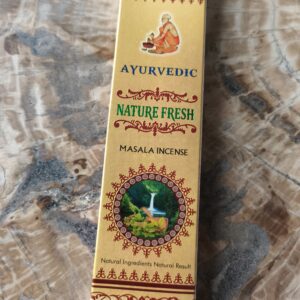 AYURVEDIC
NATURE FRESH
MASALA INCENSE
Natural Ingredients Natural Result